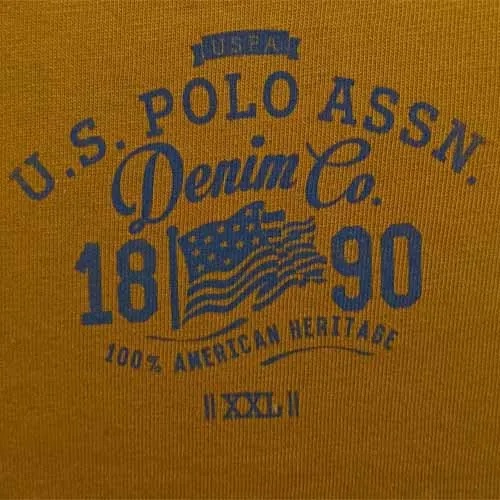 USPA
U.S. POLO ASSN.
Denim Co.
18 90
100% AMERICAN HERITAGE
|| XXL ||